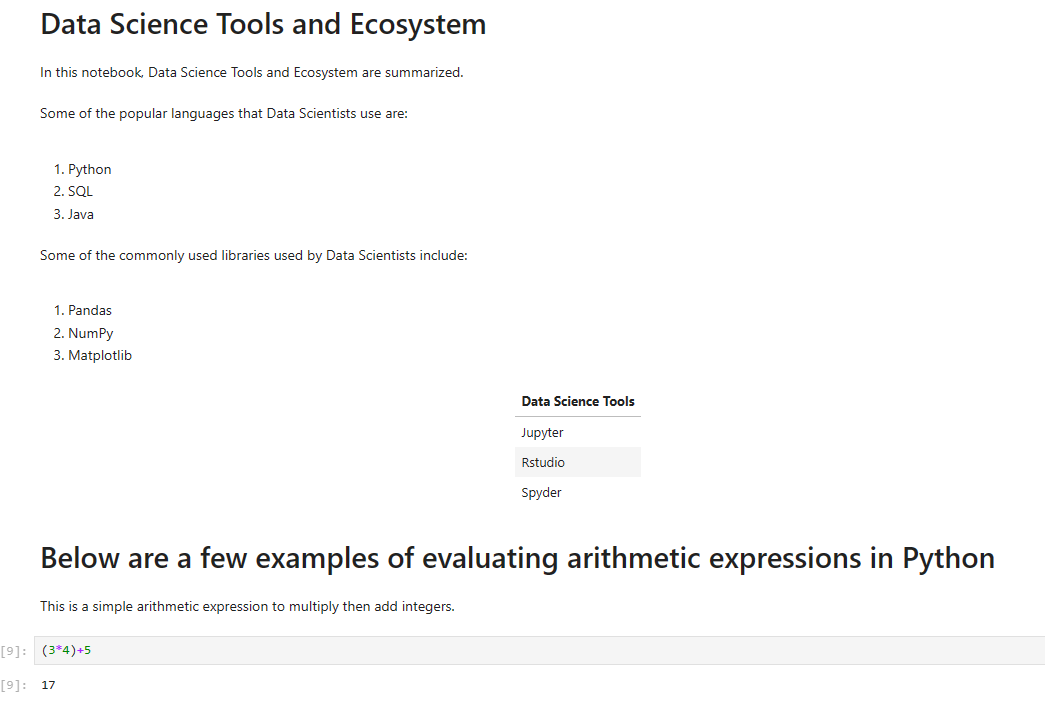 Data Science Tools and Ecosystem
In this notebook, Data Science Tools and Ecosystem are summarized.
Some of the popular languages that Data Scientists use are:
1. Python
2. SQL
3. Java
Some of the commonly used libraries used by Data Scientists include:
1. Pandas
2. NumPy
3. Matplotlib
Data Science Tools
Jupyter
Rstudio
Spyder
Below are a few examples of evaluating arithmetic expressions in Python
This is a simple arithmetic expression to multiply then add integers.
[9]: (3*4)+5
[9]: 17